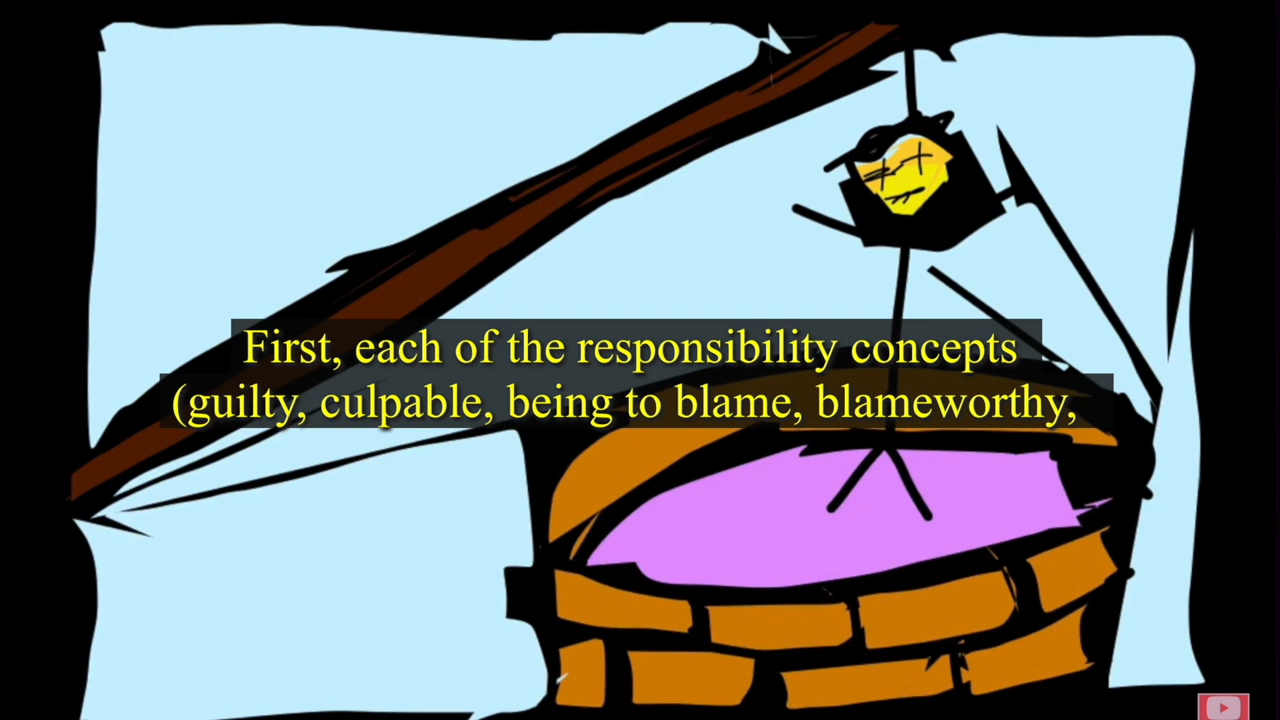 First, each of the responsibility concepts
(guilty, culpable, being to blame, blameworthy,